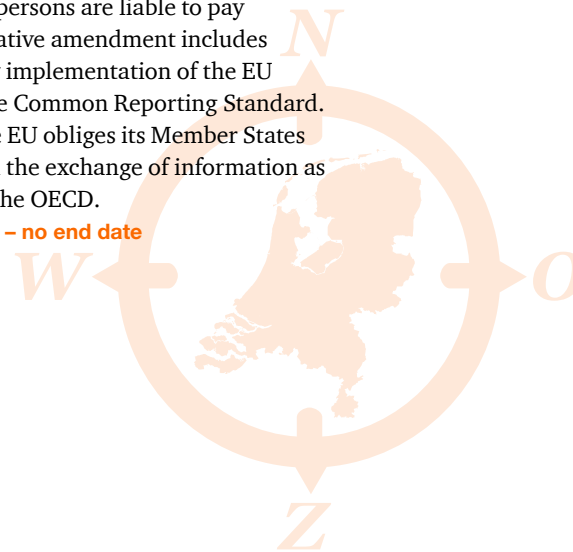 persons are liable to pay
ative amendment includes
implementation of the EU
Common Reporting Standard.
EU obliges its Member States
the exchange of information as
he OECD.
– no end date
N
W
O
Z